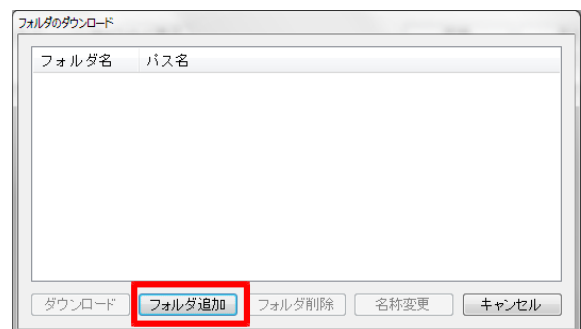 フォルダのダウンロード
フォルダ名 パス名
ダウンロード フォルダ追加 フォルダ削除 名称変更 キャンセル